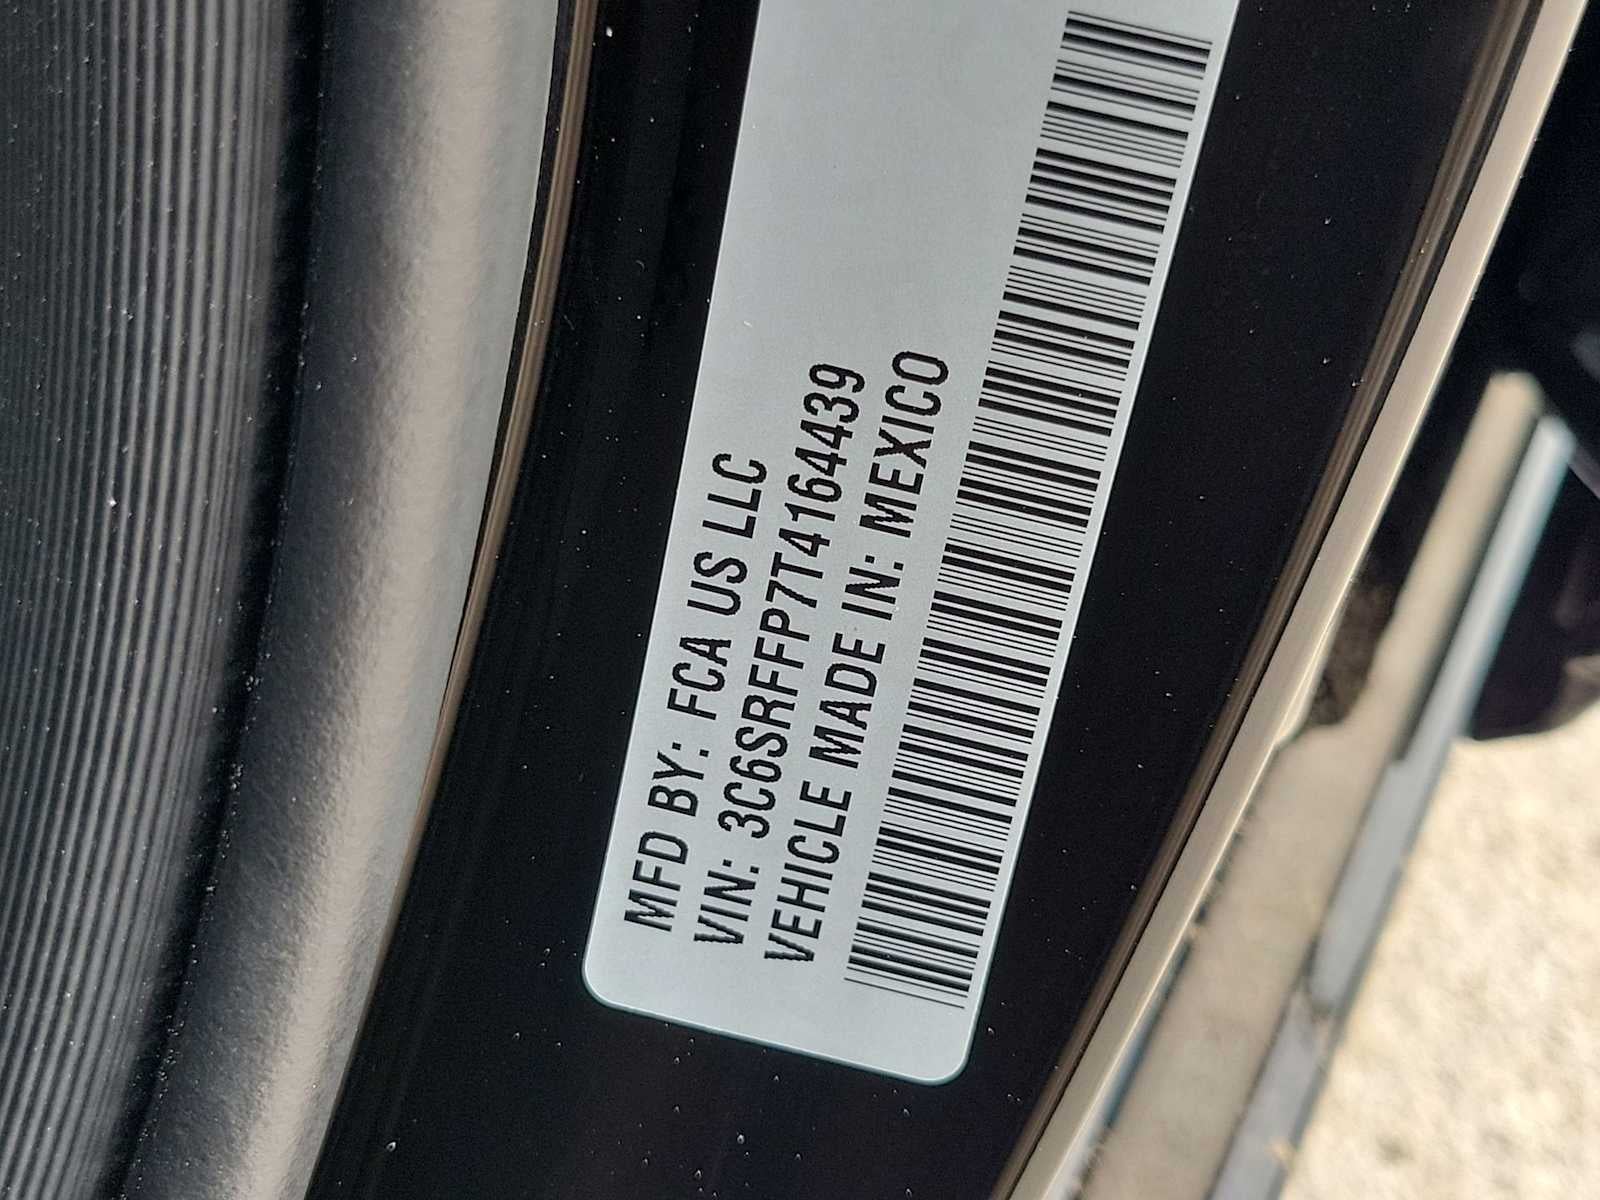 MFD BY: FCA US LLC
VIN: 3C6SRFFP7T4164439
VEHICLE MADE IN: MEXICO